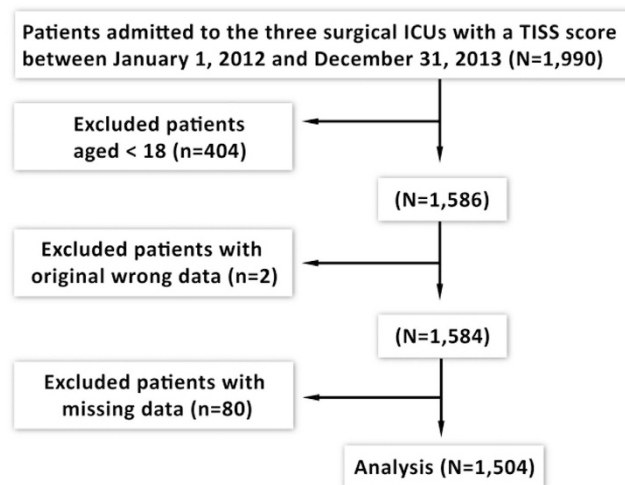 Patients admitted to the three surgical ICUs with a TISS score
between January 1, 2012 and December 31, 2013 (N=1,990)
Excluded patients
aged < 18 (n=404)
(N=1,586)
Excluded patients with
original wrong data (n=2)
(N=1,584)
Excluded patients with
missing data (n=80)
Analysis (N=1,504)